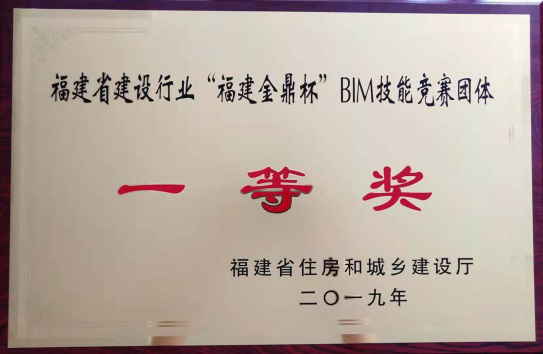 福建省建设行业“福建金鼎杯”BIM技能竞赛团体
一等奖
福建省住房和城乡建设厅
二〇一九年